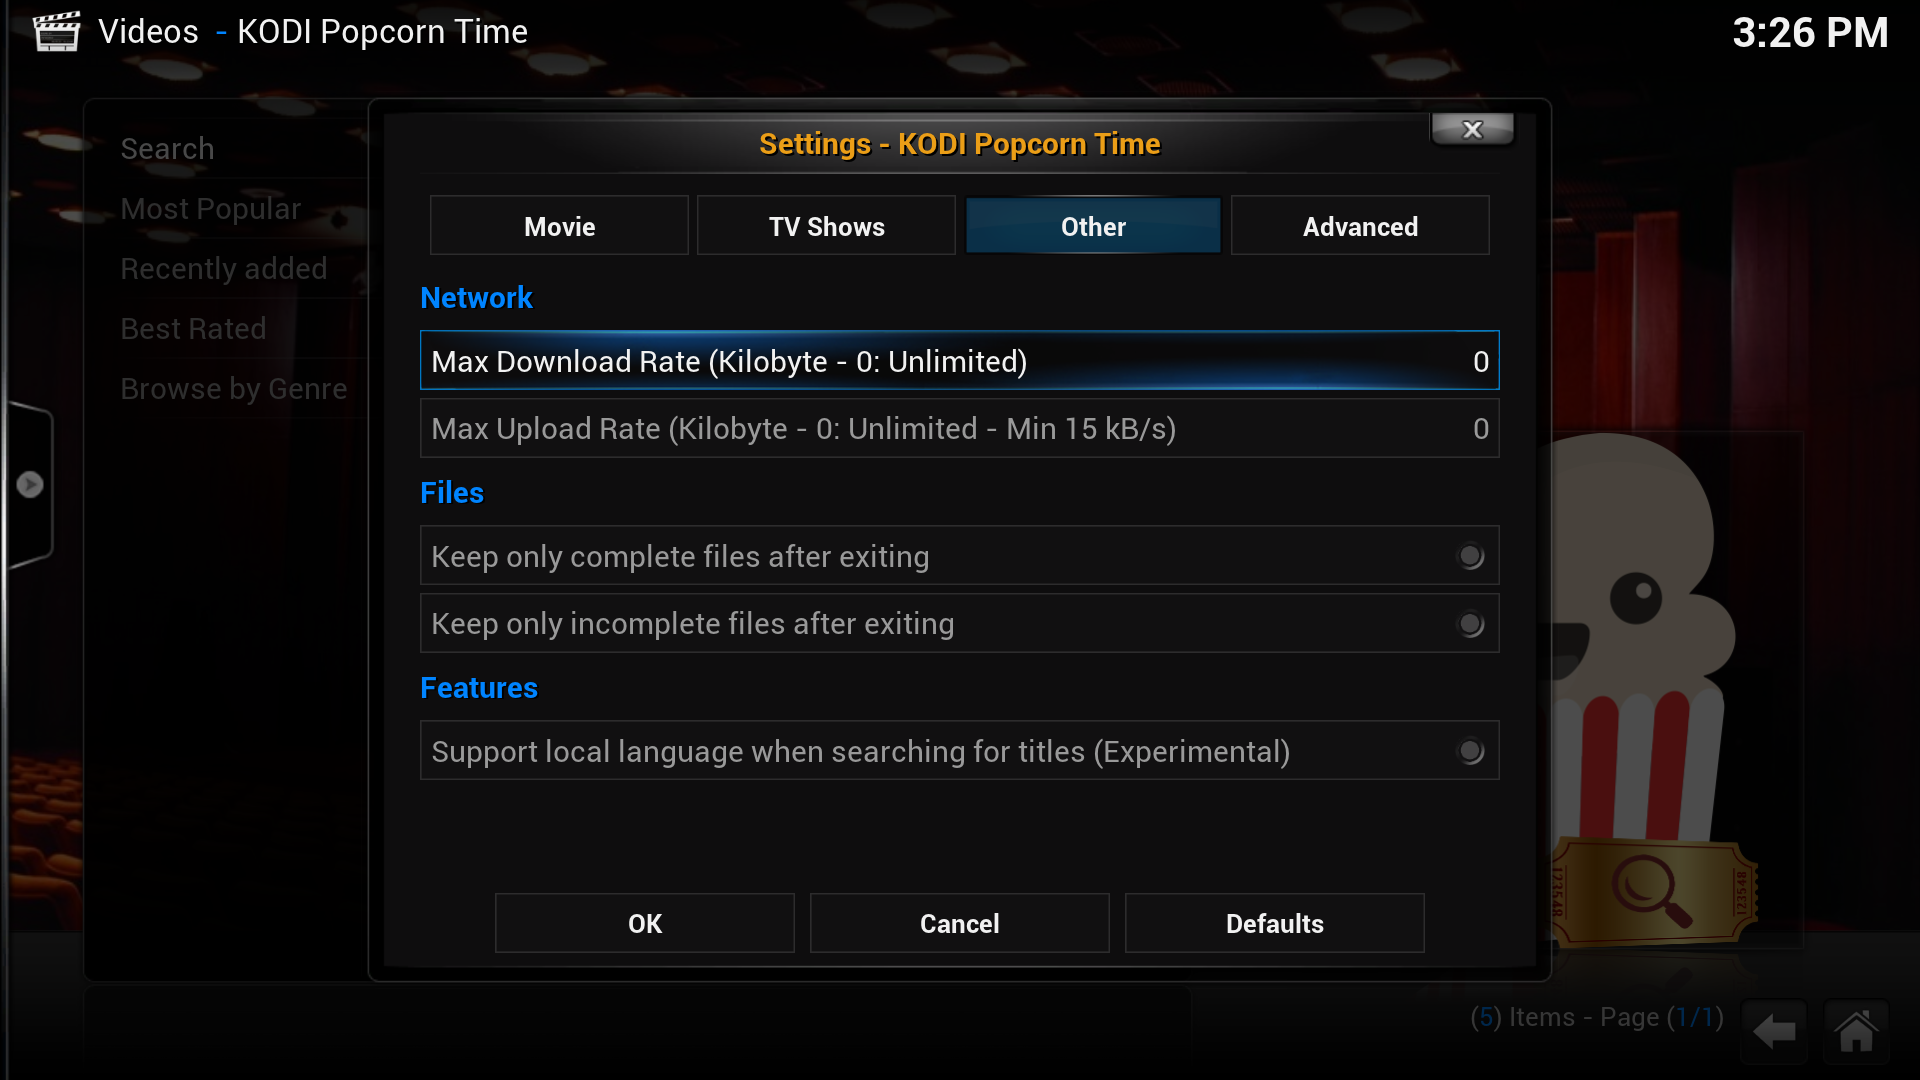 Videos - KODI Popcorn Time
3:26 PM
Search
Most Popular
Recently added
Best Rated
Browse by Genre
Settings - KODI Popcorn Time
Movie
TV Shows
Other
Advanced
Network
Max Download Rate (Kilobyte - 0: Unlimited) 0
Max Upload Rate (Kilobyte - 0: Unlimited - Min 15 kB/s) 0
Files
Keep only complete files after exiting
Keep only incomplete files after exiting
Features
Support local language when searching for titles (Experimental)
OK
Cancel
Defaults
123548
123548
(5) Items - Page (1/1)